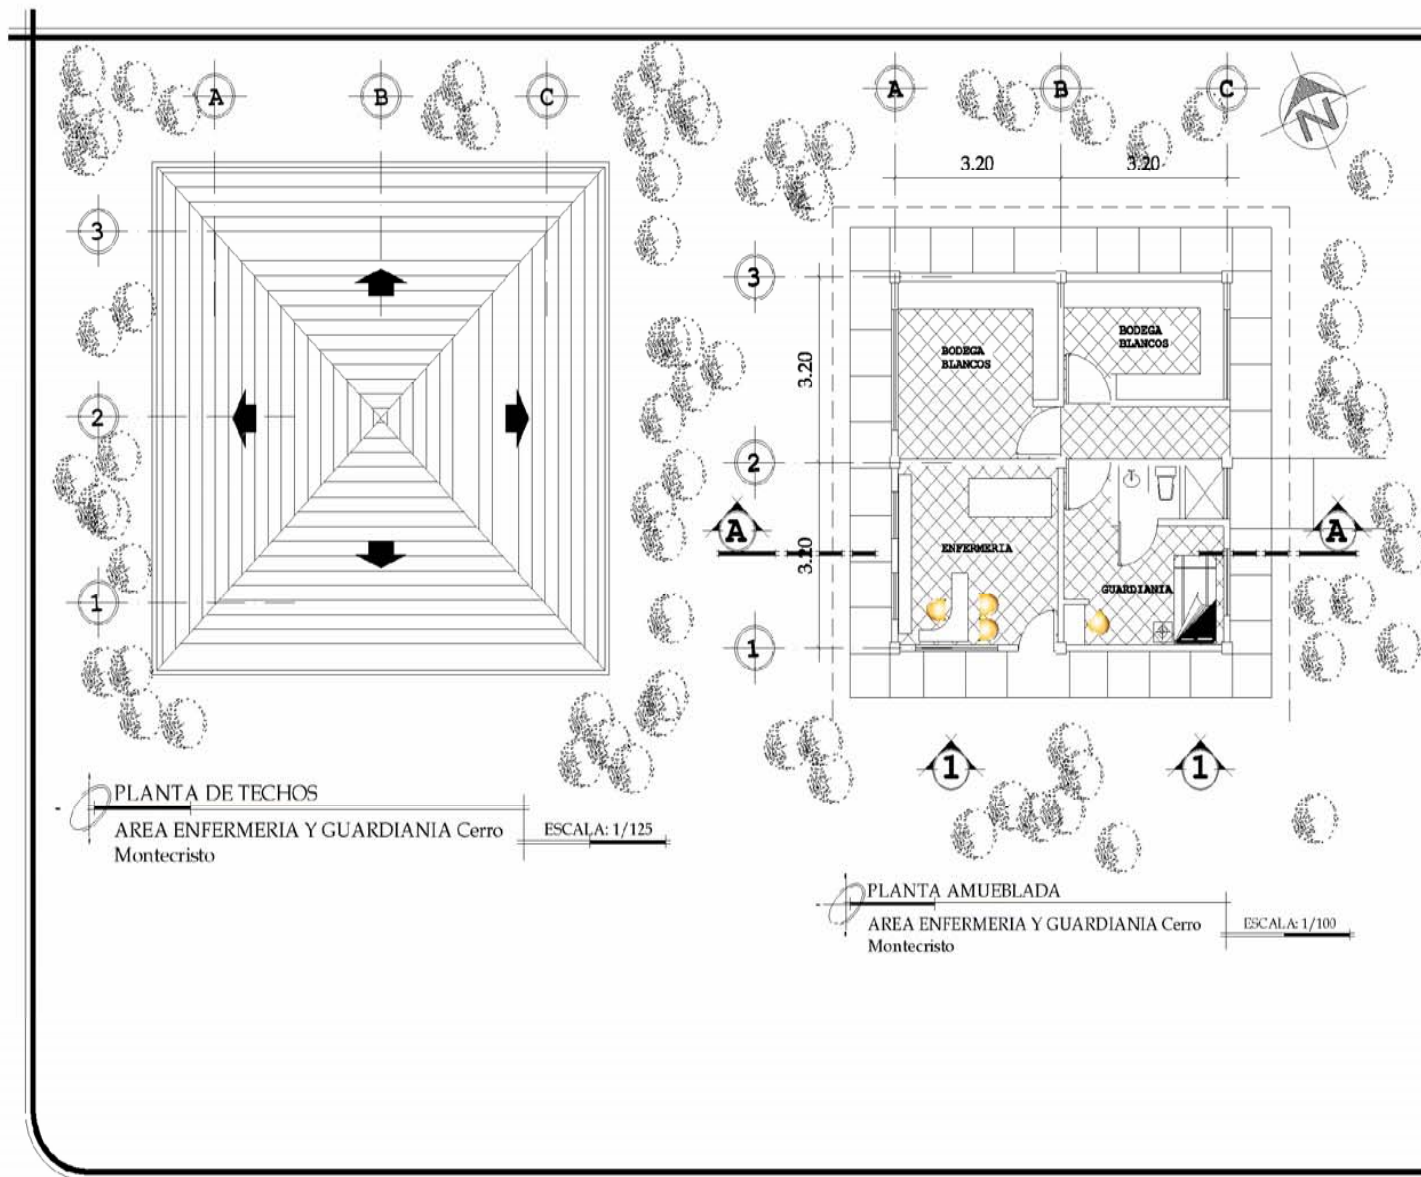 A
B
C
3
2
1
PLANTA DE TECHOS
AREA ENFERMERIA Y GUARDIANIA Cerro
Montecristo
ESCALA: 1/125
A
B
C
N
3.20
3.20
3
3.20
2
3.20
1
BODEGA
BLANCOS
BODEGA
BLANCOS
ENFERMERIA
GUARDIANIA
A
A
1
1
PLANTA AMUEBLADA
AREA ENFERMERIA Y GUARDIANIA Cerro
Montecristo
ESCALA: 1/100